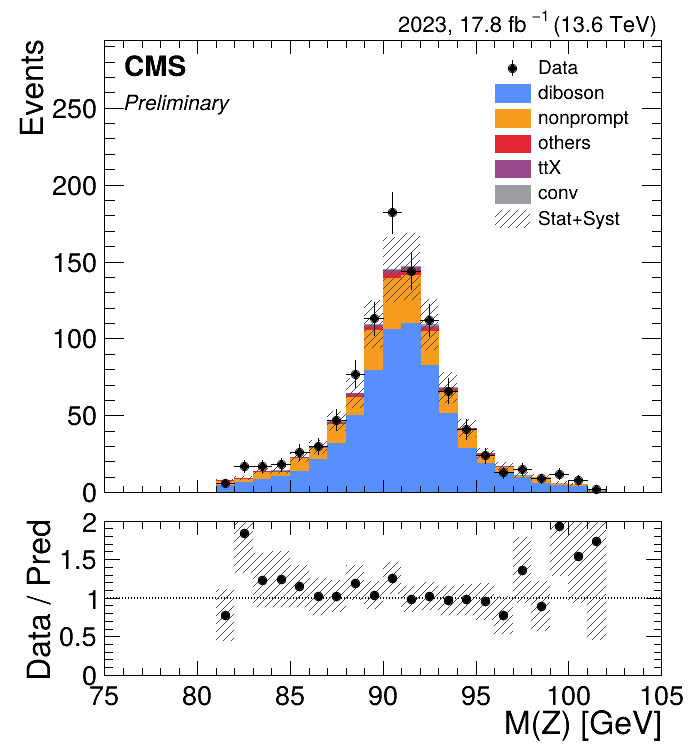 2023, 17.8 fb⁻¹ (13.6 TeV)
Events
CMS
Preliminary
Data
diboson
nonprompt
others
ttX
conv
Stat+Syst
250
200
150
100
50
0
Data / Pred
2
1.5
1
0.5
0
75 80 85 90 95 100 105
M(Z) [GeV]